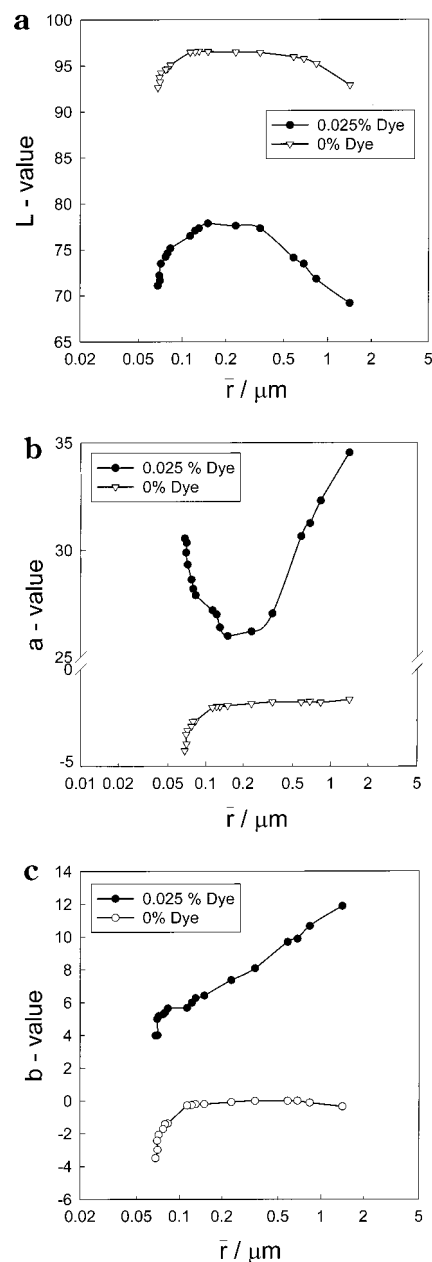 a
100
95
90
85
80
75
70
65
L - value
0.025% Dye
0% Dye
0.02 0.05 0.1 0.2 0.5 1 2 5
r̄ / μm
b
35
30
25
0
-5
a - value
0.025 % Dye
0% Dye
0.01 0.02 0.05 0.1 0.2 0.5 1 2 5
r̄ / μm
c
14
12
10
8
6
4
2
0
-2
-4
-6
b - value
0.025 % Dye
0% Dye
0.02 0.05 0.1 0.2 0.5 1 2 5
r̄ / μm